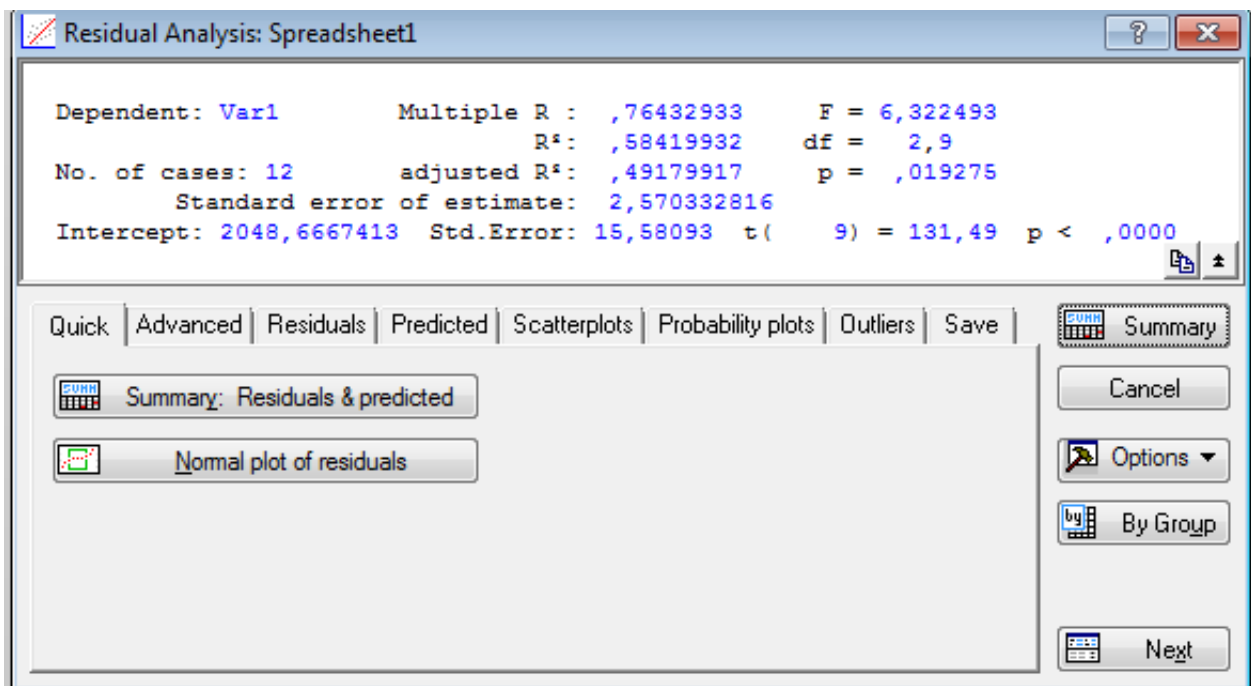 Residual Analysis: Spreadsheet1
Dependent: Var1 Multiple R : ,76432933 F = 6,322493
R²: ,58419932 df = 2,9
No. of cases: 12 adjusted R²: ,49179917 p = ,019275
Standard error of estimate: 2,570332816
Intercept: 2048,6667413 Std.Error: 15,58093 t( 9) = 131,49 p < ,0000
Quick Advanced Residuals Predicted Scatterplots Probability plots Outliers Save
Summary
Summary: Residuals & predicted
Cancel
Normal plot of residuals
Options
By Group
Next